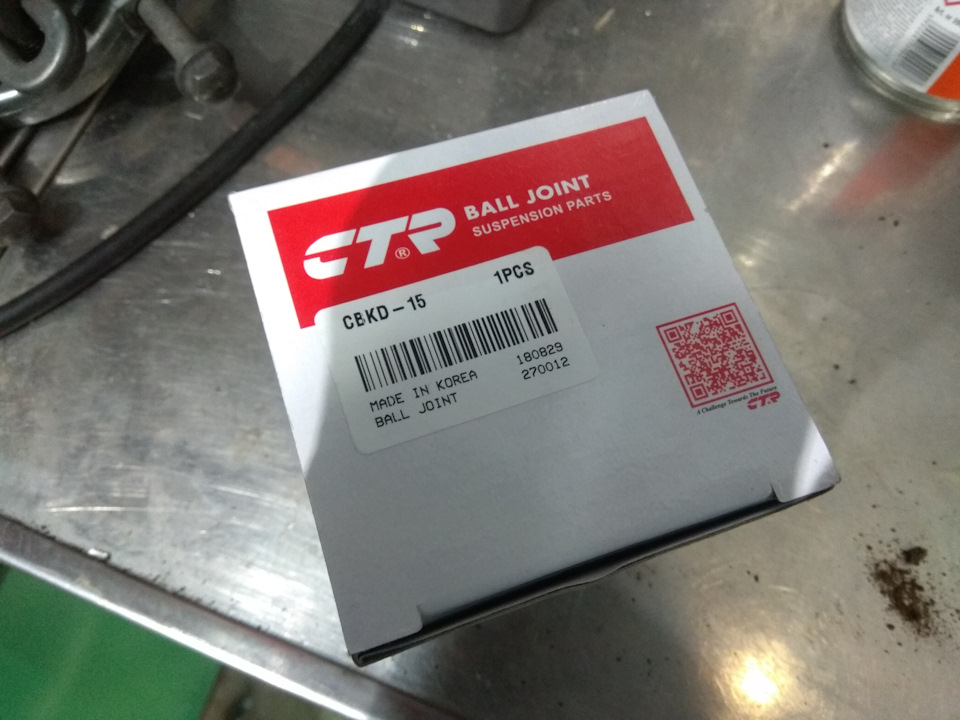 CTR®
BALL JOINT
SUSPENSION PARTS
CBKD-15 1PCS
MADE IN KOREA 180829
BALL JOINT 270012
A Challenge Towards The Future
CTR